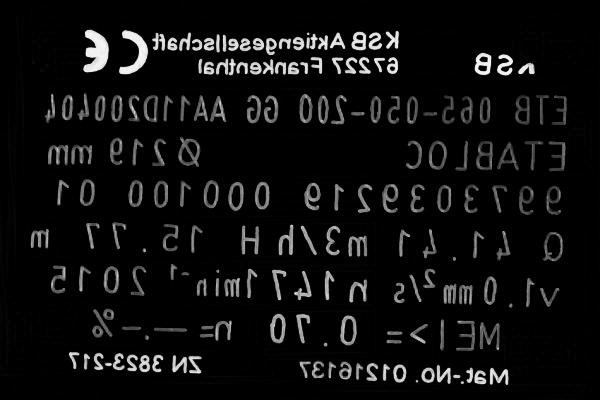 KSB KSB Aktiengesellschaft CE
67227 Frankenthal
ETB 065-050-200 GG AA11D200404
ETABLOC Ø219 mm
9973039219 000100 01
Q 41.41 m3/h H 15.77 m
v1.0mm²/s n1471min⁻¹ 2015
MEI>= 0.70 n= —.—%
Mat.-No. 01216137 ZN 3823-217